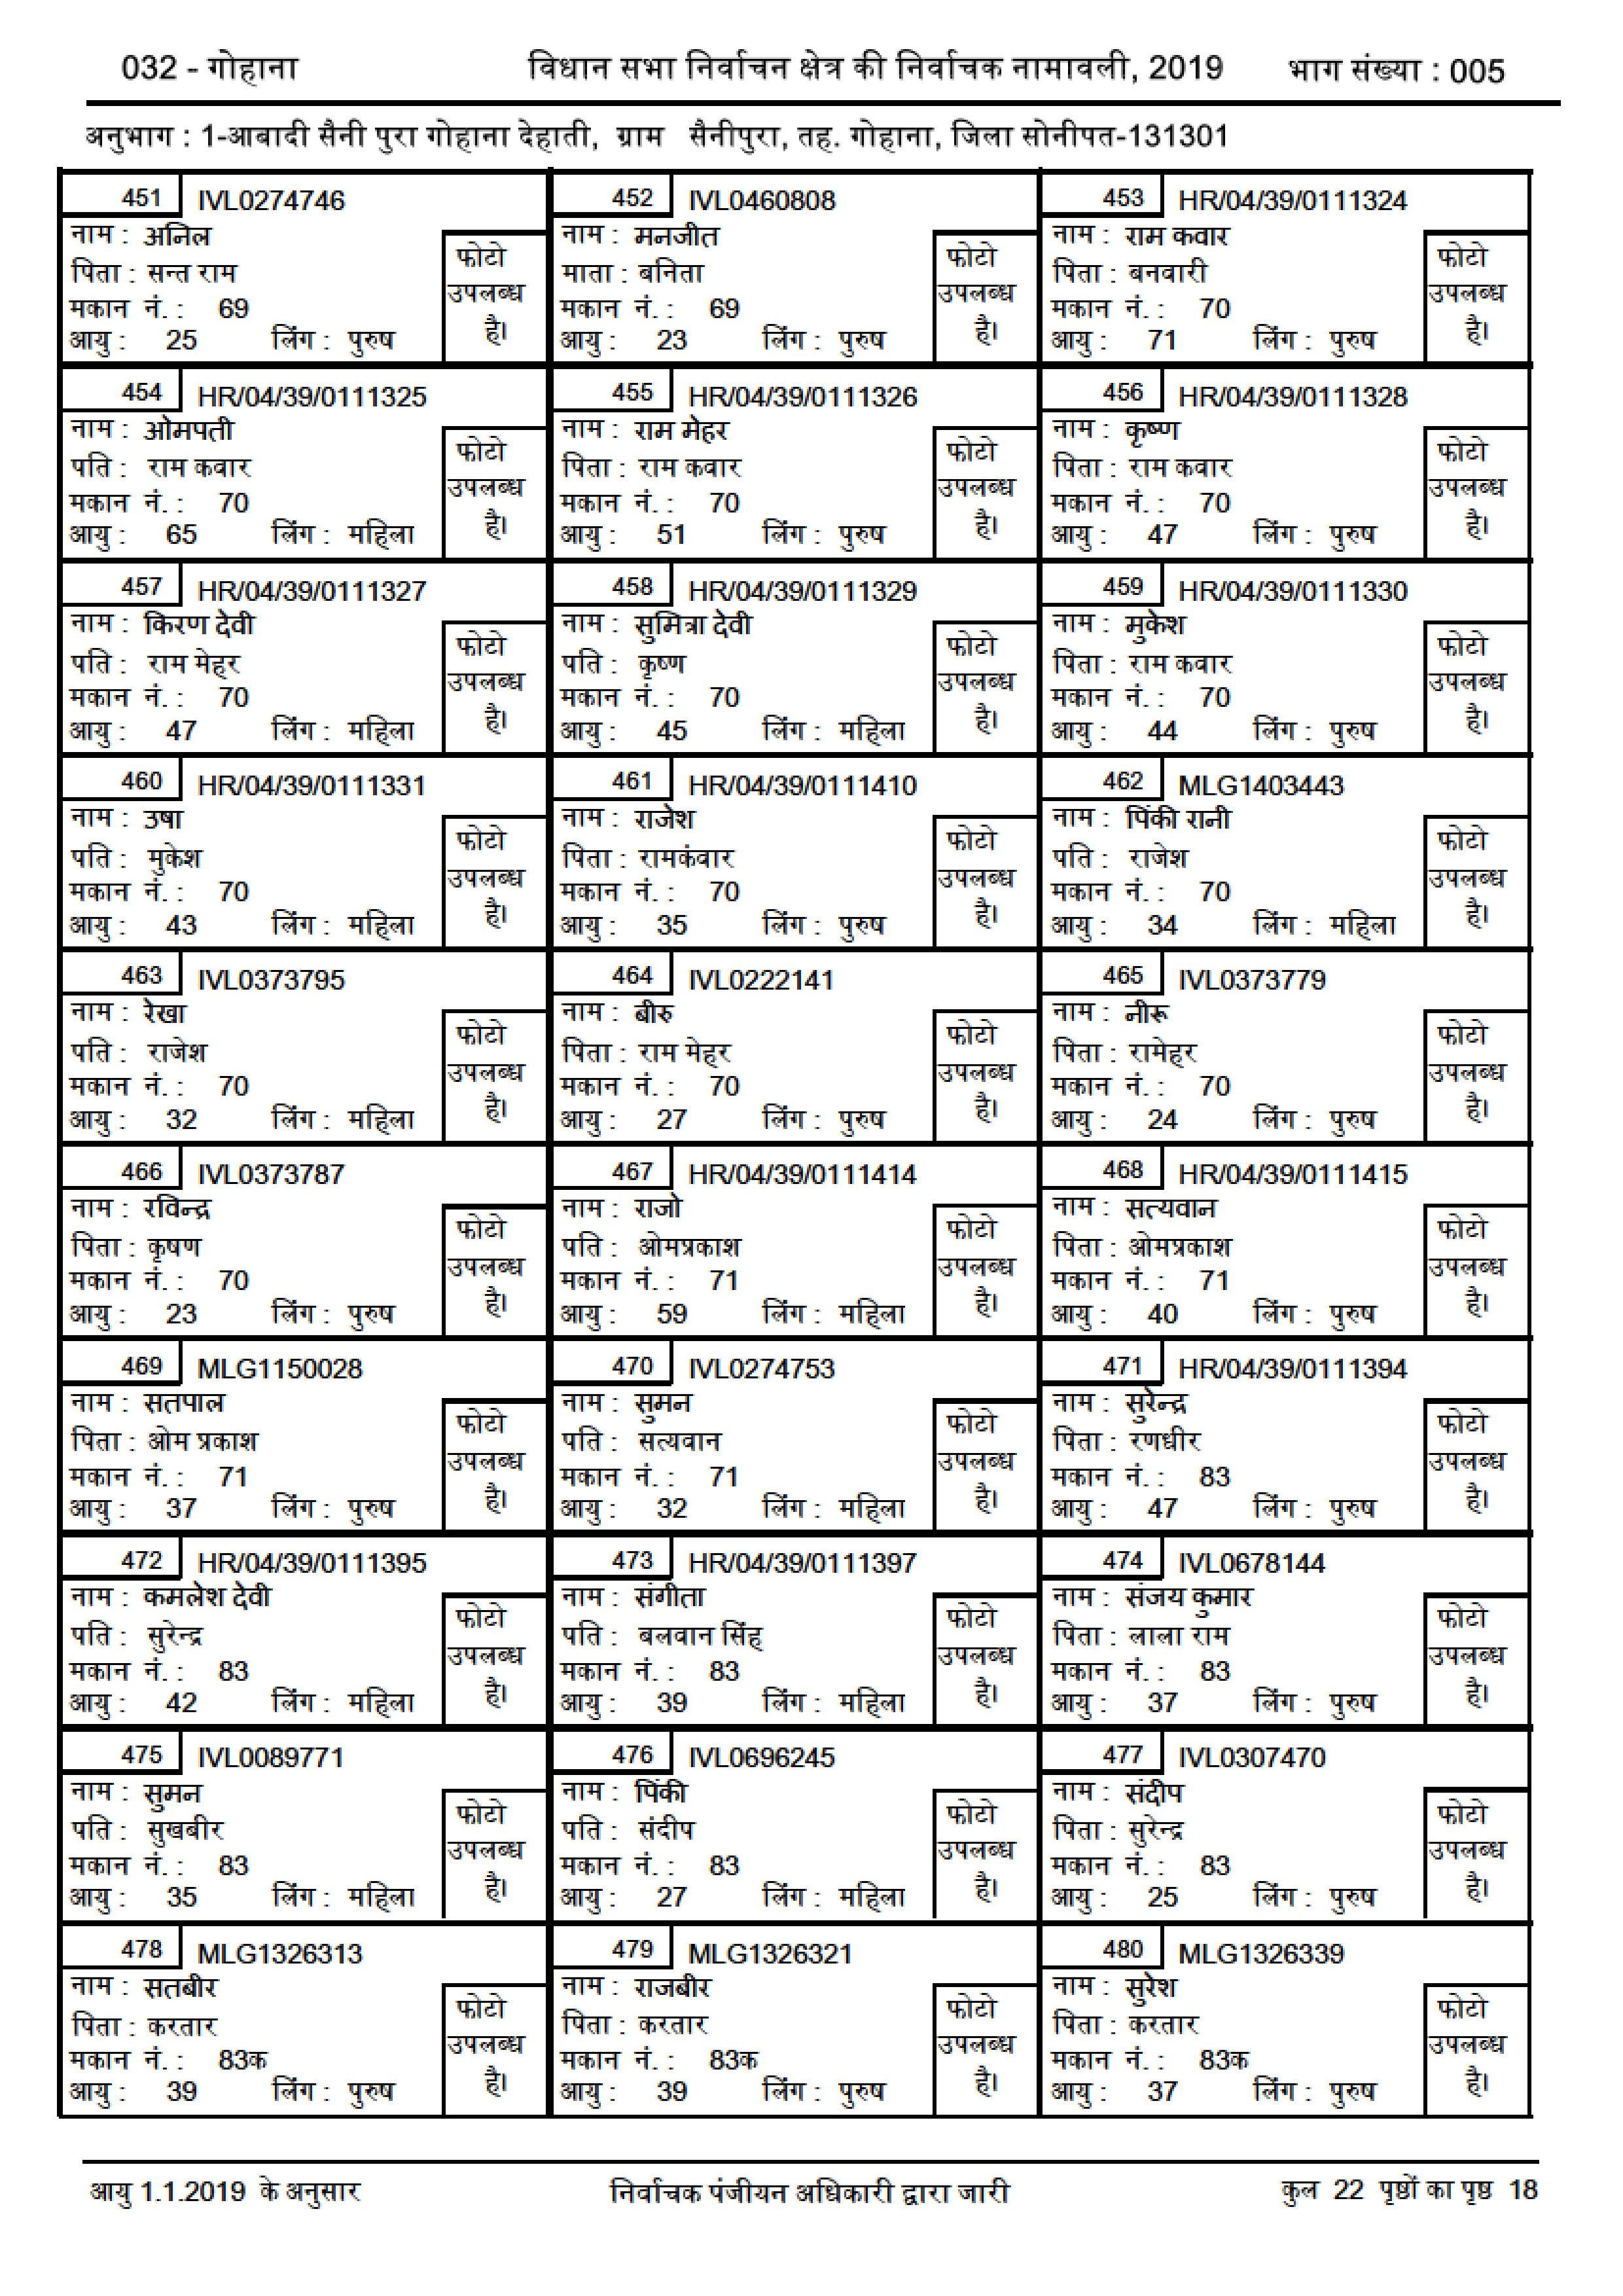 032 - गोहाना विधान सभा निर्वाचन क्षेत्र की निर्वाचक नामावली, 2019 भाग संख्या : 005
अनुभाग : 1-आबादी सैनी पुरा गोहाना देहाती, ग्राम सैनीपुरा, तह. गोहाना, जिला सोनीपत-131301
451 IVL0274746
नाम : अनिल
पिता : सन्त राम
मकान नं. : 69
आयु : 25 लिंग : पुरुष
फोटो
उपलब्ध
है।
452 IVL0460808
नाम : मनजीत
माता : बनिता
मकान नं. : 69
आयु : 23 लिंग : पुरुष
फोटो
उपलब्ध
है।
453 HR/04/39/0111324
नाम : राम कवार
पिता : बनवारी
मकान नं. : 70
आयु : 71 लिंग : पुरुष
फोटो
उपलब्ध
है।
454 HR/04/39/0111325
नाम : ओमपती
पति : राम कवार
मकान नं. : 70
आयु : 65 लिंग : महिला
फोटो
उपलब्ध
है।
455 HR/04/39/0111326
नाम : राम मेहर
पिता : राम कवार
मकान नं. : 70
आयु : 51 लिंग : पुरुष
फोटो
उपलब्ध
है।
456 HR/04/39/0111328
नाम : कृष्ण
पिता : राम कवार
मकान नं. : 70
आयु : 47 लिंग : पुरुष
फोटो
उपलब्ध
है।
457 HR/04/39/0111327
नाम : किरण देवी
पति : राम मेहर
मकान नं. : 70
आयु : 47 लिंग : महिला
फोटो
उपलब्ध
है।
458 HR/04/39/0111329
नाम : सुमित्रा देवी
पति : कृष्ण
मकान नं. : 70
आयु : 45 लिंग : महिला
फोटो
उपलब्ध
है।
459 HR/04/39/0111330
नाम : मुकेश
पिता : राम कवार
मकान नं. : 70
आयु : 44 लिंग : पुरुष
फोटो
उपलब्ध
है।
460 HR/04/39/0111331
नाम : उषा
पति : मुकेश
मकान नं. : 70
आयु : 43 लिंग : महिला
फोटो
उपलब्ध
है।
461 HR/04/39/0111410
नाम : राजेश
पिता : रामकंवार
मकान नं. : 70
आयु : 35 लिंग : पुरुष
फोटो
उपलब्ध
है।
462 MLG1403443
नाम : पिंकी रानी
पति : राजेश
मकान नं. : 70
आयु : 34 लिंग : महिला
फोटो
उपलब्ध
है।
463 IVL0373795
नाम : रेखा
पति : राजेश
मकान नं. : 70
आयु : 32 लिंग : महिला
फोटो
उपलब्ध
है।
464 IVL0222141
नाम : बीरु
पिता : राम मेहर
मकान नं. : 70
आयु : 27 लिंग : पुरुष
फोटो
उपलब्ध
है।
465 IVL0373779
नाम : नीरू
पिता : रामेहर
मकान नं. : 70
आयु : 24 लिंग : पुरुष
फोटो
उपलब्ध
है।
466 IVL0373787
नाम : रविन्द्र
पिता : कृषण
मकान नं. : 70
आयु : 23 लिंग : पुरुष
फोटो
उपलब्ध
है।
467 HR/04/39/0111414
नाम : राजो
पति : ओमप्रकाश
मकान नं. : 71
आयु : 59 लिंग : महिला
फोटो
उपलब्ध
है।
468 HR/04/39/0111415
नाम : सत्यवान
पिता : ओमप्रकाश
मकान नं. : 71
आयु : 40 लिंग : पुरुष
फोटो
उपलब्ध
है।
469 MLG1150028
नाम : सतपाल
पिता : ओम प्रकाश
मकान नं. : 71
आयु : 37 लिंग : पुरुष
फोटो
उपलब्ध
है।
470 IVL0274753
नाम : सुमन
पति : सत्यवान
मकान नं. : 71
आयु : 32 लिंग : महिला
फोटो
उपलब्ध
है।
471 HR/04/39/0111394
नाम : सुरेन्द्र
पिता : रणधीर
मकान नं. : 83
आयु : 47 लिंग : पुरुष
फोटो
उपलब्ध
है।
472 HR/04/39/0111395
नाम : कमलेश देवी
पति : सुरेन्द्र
मकान नं. : 83
आयु : 42 लिंग : महिला
फोटो
उपलब्ध
है।
473 HR/04/39/0111397
नाम : संगीता
पति : बलवान सिंह
मकान नं. : 83
आयु : 39 लिंग : महिला
फोटो
उपलब्ध
है।
474 IVL0678144
नाम : संजय कुमार
पिता : लाला राम
मकान नं. : 83
आयु : 37 लिंग : पुरुष
फोटो
उपलब्ध
है।
475 IVL0089771
नाम : सुमन
पति : सुखबीर
मकान नं. : 83
आयु : 35 लिंग : महिला
फोटो
उपलब्ध
है।
476 IVL0696245
नाम : पिंकी
पति : संदीप
मकान नं. : 83
आयु : 27 लिंग : महिला
फोटो
उपलब्ध
है।
477 IVL0307470
नाम : संदीप
पिता : सुरेन्द्र
मकान नं. : 83
आयु : 25 लिंग : पुरुष
फोटो
उपलब्ध
है।
478 MLG1326313
नाम : सतबीर
पिता : करतार
मकान नं. : 83क
आयु : 39 लिंग : पुरुष
फोटो
उपलब्ध
है।
479 MLG1326321
नाम : राजबीर
पिता : करतार
मकान नं. : 83क
आयु : 39 लिंग : पुरुष
फोटो
उपलब्ध
है।
480 MLG1326339
नाम : सुरेश
पिता : करतार
मकान नं. : 83क
आयु : 37 लिंग : पुरुष
फोटो
उपलब्ध
है।
आयु 1.1.2019 के अनुसार निर्वाचक पंजीयन अधिकारी द्वारा जारी कुल 22 पृष्ठों का पृष्ठ 18